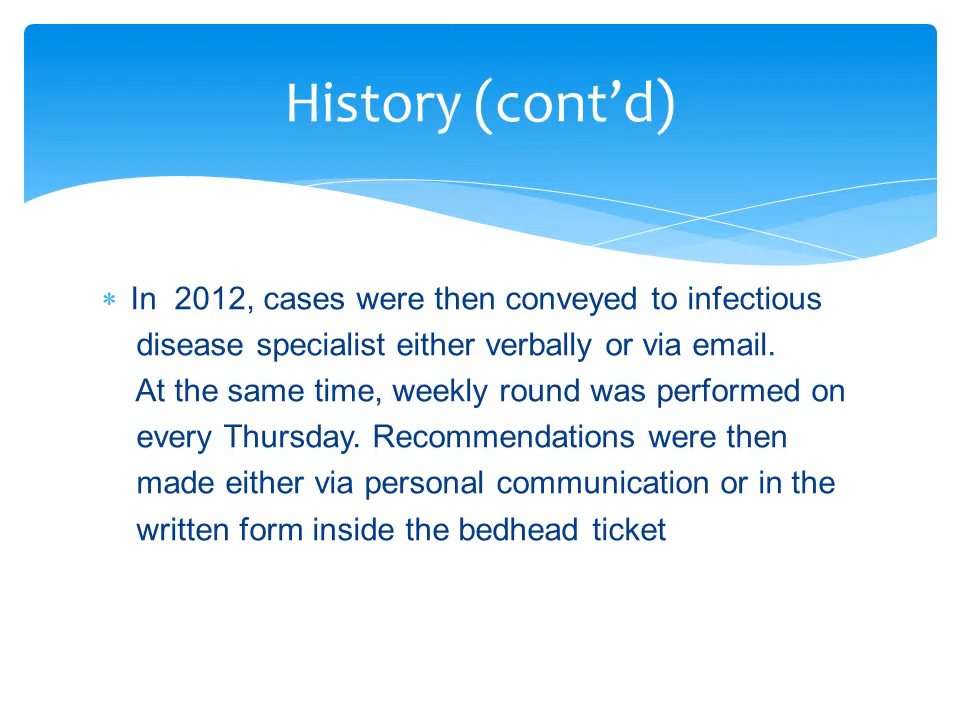 History (cont’d)
∗ In  2012, cases were then conveyed to infectious
disease specialist either verbally or via email.
At the same time, weekly round was performed on
every Thursday. Recommendations were then
made either via personal communication or in the
written form inside the bedhead ticket